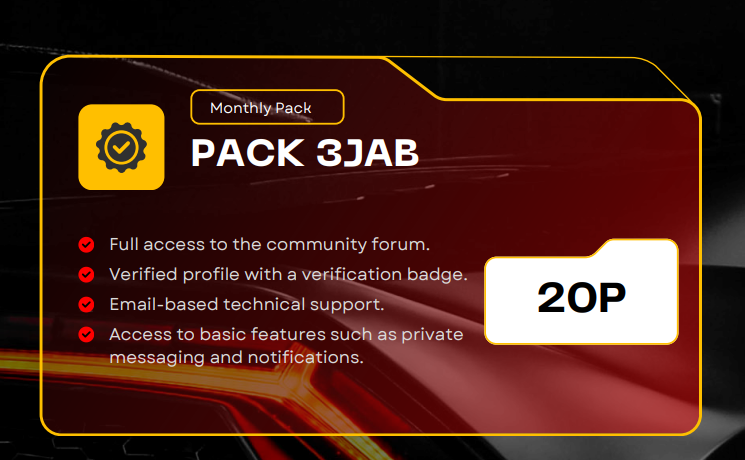 Monthly Pack
PACK 3JAB
Full access to the community forum.
Verified profile with a verification badge.
Email-based technical support.
Access to basic features such as private
messaging and notifications.
20P